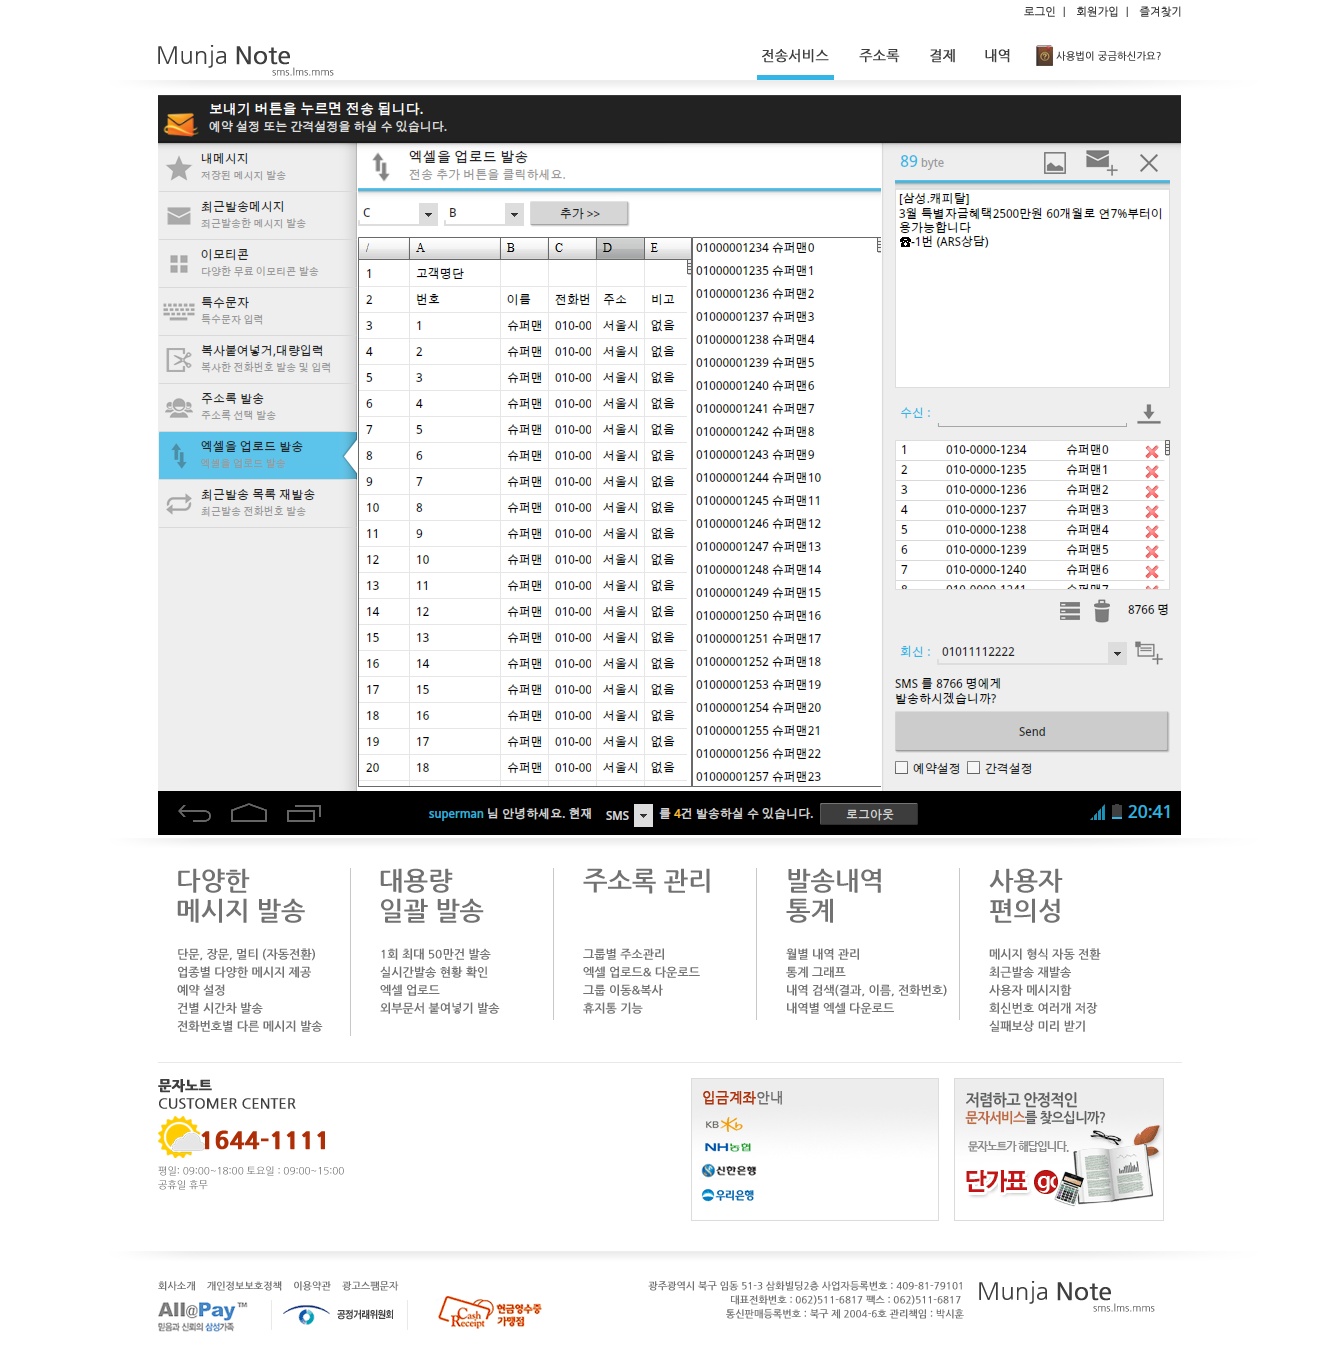 로그인 | 회원가입 | 즐겨찾기
Munja Note
sms.lms.mms
전송서비스 주소록 결제 내역 사용법이 궁금하신가요?
보내기 버튼을 누르면 전송 됩니다.
예약 설정 또는 간격설정을 하실 수 있습니다.
내메시지
저장된 메시지 발송
최근발송메시지
최근발송한 메시지 발송
이모티콘
다양한 무료 이모티콘 발송
특수문자
특수문자 입력
복사붙여넣거,대량입력
복사한 전화번호 발송 및 입력
주소록 발송
주소록 선택 발송
엑셀을 업로드 발송
엑셀을 업로드 발송
최근발송 목록 재발송
최근발송 전화번호 발송
엑셀을 업로드 발송
전송 추가 버튼을 클릭하세요.
C B 추가 >>
/ A B C D E
1 고객명단
2 번호 이름 전화번 주소 비고
3 1 슈퍼맨 010-00 서울시 없음
4 2 슈퍼맨 010-00 서울시 없음
5 3 슈퍼맨 010-00 서울시 없음
6 4 슈퍼맨 010-00 서울시 없음
7 5 슈퍼맨 010-00 서울시 없음
8 6 슈퍼맨 010-00 서울시 없음
9 7 슈퍼맨 010-00 서울시 없음
10 8 슈퍼맨 010-00 서울시 없음
11 9 슈퍼맨 010-00 서울시 없음
12 10 슈퍼맨 010-00 서울시 없음
13 11 슈퍼맨 010-00 서울시 없음
14 12 슈퍼맨 010-00 서울시 없음
15 13 슈퍼맨 010-00 서울시 없음
16 14 슈퍼맨 010-00 서울시 없음
17 15 슈퍼맨 010-00 서울시 없음
18 16 슈퍼맨 010-00 서울시 없음
19 17 슈퍼맨 010-00 서울시 없음
20 18 슈퍼맨 010-00 서울시 없음
01000001234 슈퍼맨0
01000001235 슈퍼맨1
01000001236 슈퍼맨2
01000001237 슈퍼맨3
01000001238 슈퍼맨4
01000001239 슈퍼맨5
01000001240 슈퍼맨6
01000001241 슈퍼맨7
01000001242 슈퍼맨8
01000001243 슈퍼맨9
01000001244 슈퍼맨10
01000001245 슈퍼맨11
01000001246 슈퍼맨12
01000001247 슈퍼맨13
01000001248 슈퍼맨14
01000001249 슈퍼맨15
01000001250 슈퍼맨16
01000001251 슈퍼맨17
01000001252 슈퍼맨18
01000001253 슈퍼맨19
01000001254 슈퍼맨20
01000001255 슈퍼맨21
01000001256 슈퍼맨22
01000001257 슈퍼맨23
89 byte
[삼성.캐피탈]
3월 특별자금혜택2500만원 60개월로 연7%부터이
용가능합니다
☎-1번 (ARS상담)
수신 :
1 010-0000-1234 슈퍼맨0
2 010-0000-1235 슈퍼맨1
3 010-0000-1236 슈퍼맨2
4 010-0000-1237 슈퍼맨3
5 010-0000-1238 슈퍼맨4
6 010-0000-1239 슈퍼맨5
7 010-0000-1240 슈퍼맨6
8 010-0000-1241 슈퍼맨7
8766 명
회신 : 01011112222
SMS 를 8766 명에게
발송하시겠습니까?
Send
예약설정 간격설정
superman 님 안녕하세요. 현재 SMS 를 4건 발송하실 수 있습니다. 로그아웃 20:41
다양한
메시지 발송
단문, 장문, 멀티 (자동전환)
업종별 다양한 메시지 제공
예약 설정
건별 시간차 발송
전화번호별 다른 메시지 발송
대용량
일괄 발송
1회 최대 50만건 발송
실시간발송 현황 확인
엑셀 업로드
외부문서 붙여넣기 발송
주소록 관리
그룹별 주소관리
엑셀 업로드& 다운로드
그룹 이동&복사
휴지통 기능
발송내역
통계
월별 내역 관리
통계 그래프
내역 검색(결과, 이름, 전화번호)
내역별 엑셀 다운로드
사용자
편의성
메시지 형식 자동 전환
최근발송 재발송
사용자 메시지함
회신번호 여러개 저장
실패보상 미리 받기
문자노트
CUSTOMER CENTER
1644-1111
평일: 09:00~18:00 토요일 : 09:00~15:00
공휴일 휴무
입금계좌안내
KB
NH농협
신한은행
우리은행
저렴하고 안정적인
문자서비스를 찾으십니까?
문자노트가 해답입니다.
단가표 go
회사소개 개인정보보호정책 이용약관 광고스팸문자
All@Pay™
믿음과 신뢰의 삼성가족
공정거래위원회
Cash Receipt
현금영수증
가맹점
광주광역시 북구 임동 51-3 삼화빌딩2층 사업자등록번호 : 409-81-79101
대표전화번호 : 062)511-6817 팩스 : 062)511-6817
통신판매등록번호 : 북구 제 2004-6호 관리책임 : 박시훈
Munja Note
sms.lms.mms